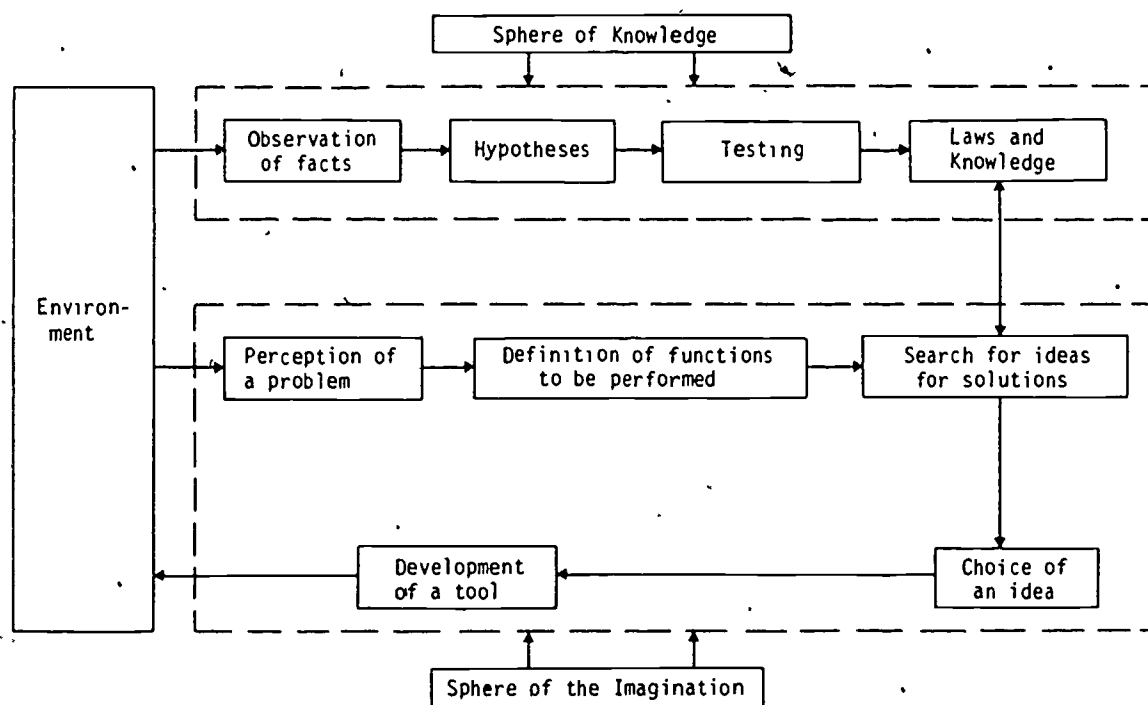 Sphere of Knowledge
Observation
of facts
Hypotheses
Testing
Laws and
Knowledge
Environ-
ment
Perception of
a problem
Definition of functions
to be performed
Search for ideas
for solutions
Development
of a tool
Choice of
an idea
Sphere of the Imagination